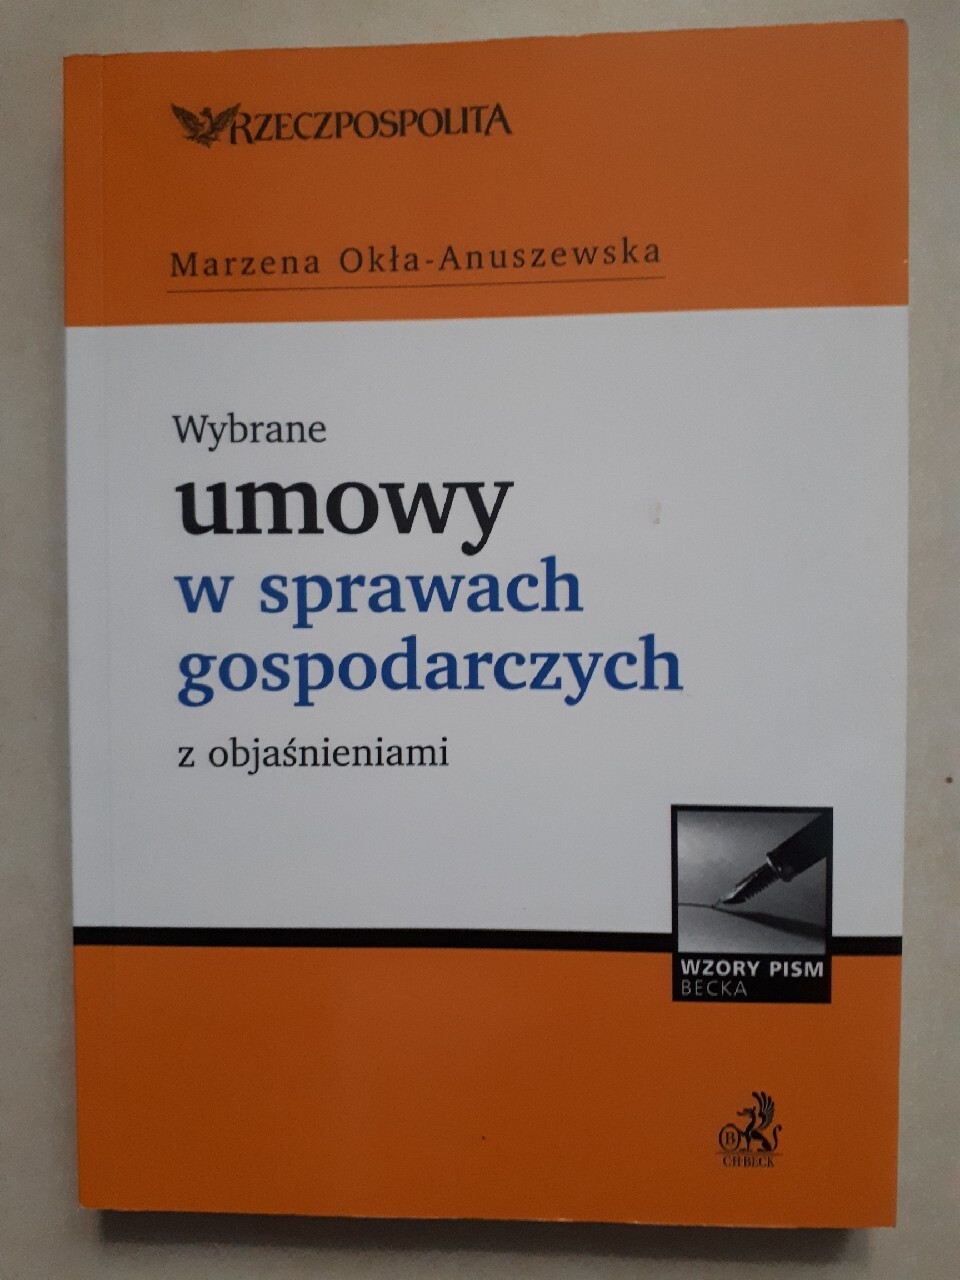 RZECZPOSPOLITA
Marzena Okła-Anuszewska
Wybrane
umowy
w sprawach
gospodarczych
z objaśnieniami
WZORY PISM
BECKA
B
C·H·BECK